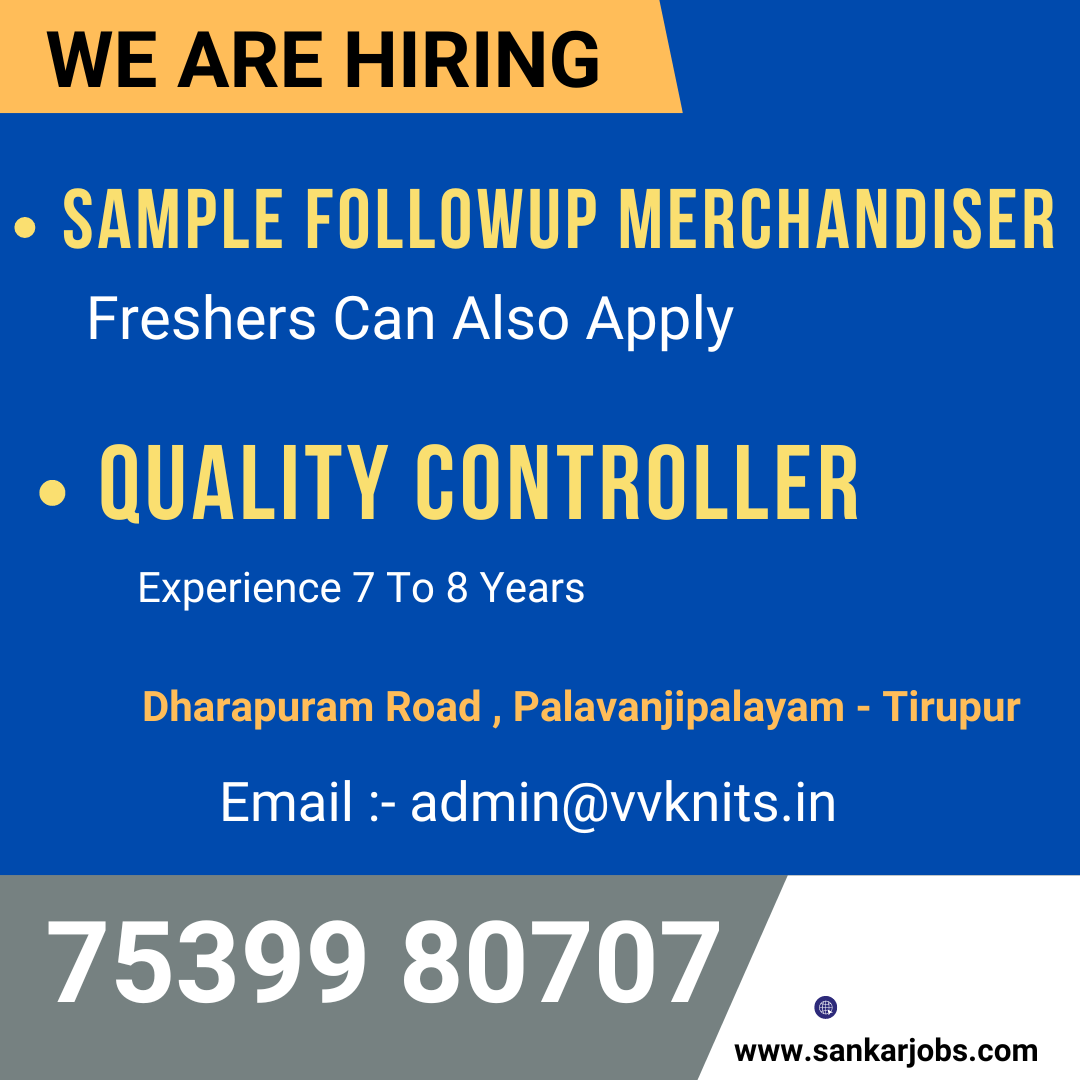 WE ARE HIRING
• SAMPLE FOLLOWUP MERCHANDISER
Freshers Can Also Apply
• QUALITY CONTROLLER
Experience 7 To 8 Years
Dharapuram Road , Palavanjipalayam - Tirupur
Email :- admin@vvknits.in
75399 80707
www.sankarjobs.com